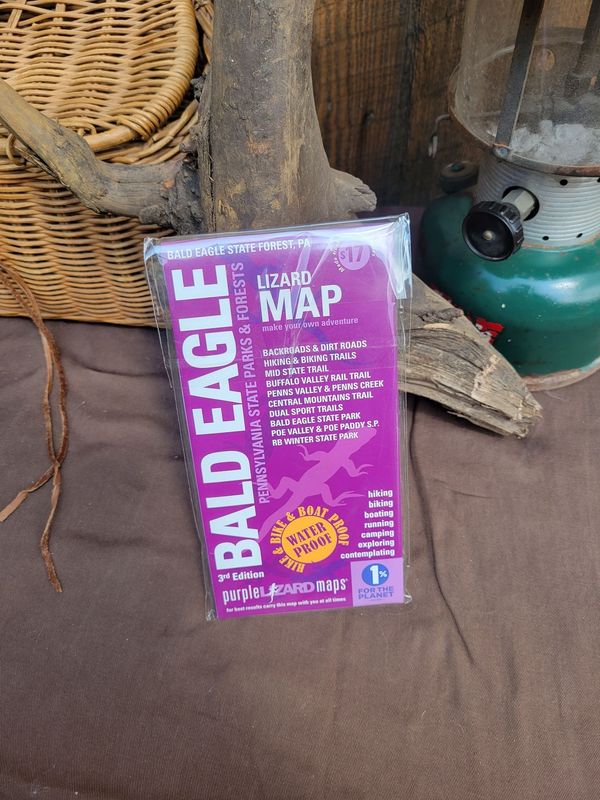 BALD EAGLE STATE FOREST, PA
$17
BALD EAGLE
PENNSYLVANIA STATE PARKS & FORESTS
LIZARD
MAP
make your own adventure
BACKROADS & DIRT ROADS
HIKING & BIKING TRAILS
MID STATE TRAIL
BUFFALO VALLEY RAIL TRAIL
PENNS VALLEY & PENNS CREEK
CENTRAL MOUNTAINS TRAIL
DUAL SPORT TRAILS
BALD EAGLE STATE PARK
POE VALLEY & POE PADDY S.P.
RB WINTER STATE PARK
hiking
biking
boating
running
camping
exploring
contemplating
HIKE & BIKE & BOAT PROOF
WATER
PROOF
3rd Edition
purpleLIZARDmaps®
for best results carry this map with you at all times
1%
FOR THE
PLANET